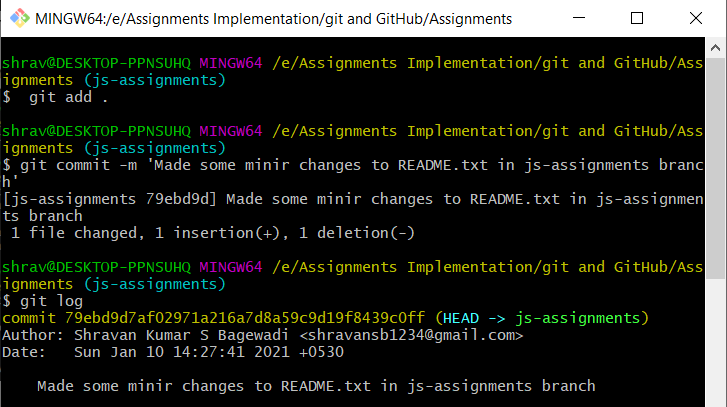 MINGW64:/e/Assignments Implementation/git and GitHub/Assignments
shrav@DESKTOP-PPNSUHQ MINGW64 /e/Assignments Implementation/git and GitHub/Ass
ignments (js-assignments)
$  git add .
shrav@DESKTOP-PPNSUHQ MINGW64 /e/Assignments Implementation/git and GitHub/Ass
ignments (js-assignments)
$ git commit -m 'Made some minir changes to README.txt in js-assignments branc
h'
[js-assignments 79ebd9d] Made some minir changes to README.txt in js-assignmen
ts branch
 1 file changed, 1 insertion(+), 1 deletion(-)
shrav@DESKTOP-PPNSUHQ MINGW64 /e/Assignments Implementation/git and GitHub/Ass
ignments (js-assignments)
$ git log
commit 79ebd9d7af02971a216a7d8a59c9d19f8439c0ff (HEAD -> js-assignments)
Author: Shravan Kumar S Bagewadi <shravansb1234@gmail.com>
Date:   Sun Jan 10 14:27:41 2021 +0530
    Made some minir changes to README.txt in js-assignments branch